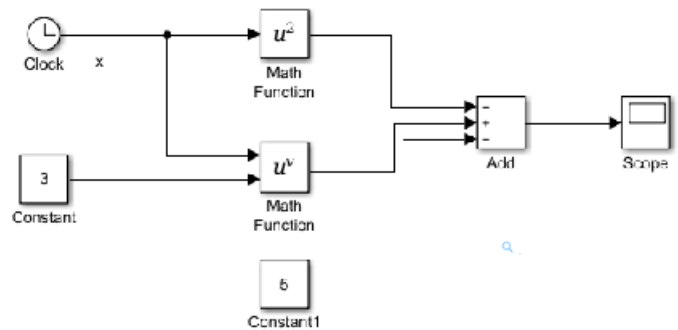 Clock
x
u²
Math
Function
−
+
−
Add
Scope
3
Constant
uᵛ
Math
Function
5
Constant1